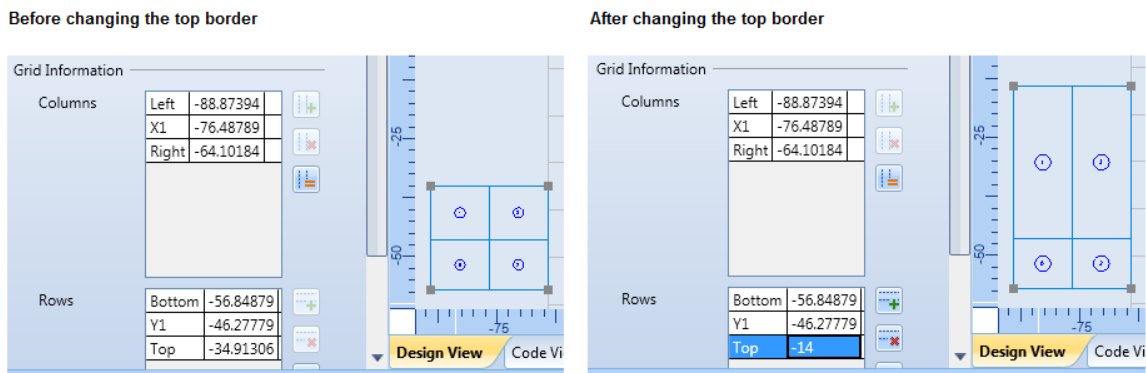 Before changing the top border
Grid Information
Columns
Left -88.87394
X1 -76.48789
Right -64.10184
Rows
Bottom -56.84879
Y1 -46.27779
Top -34.91306
-25
-50
-75
Design View Code Vi
After changing the top border
Grid Information
Columns
Left -88.87394
X1 -76.48789
Right -64.10184
Rows
Bottom -56.84879
Y1 -46.27779
Top -14
-25
-50
-75
Design View Code Vi